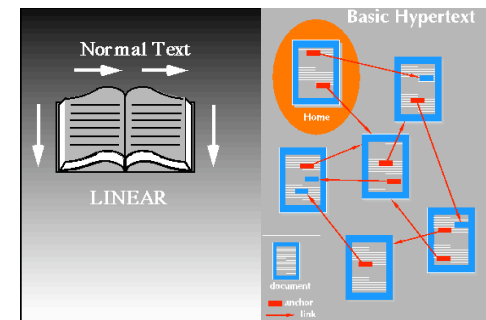 Normal Text
LINEAR
Basic Hypertext
Home
document
anchor
link